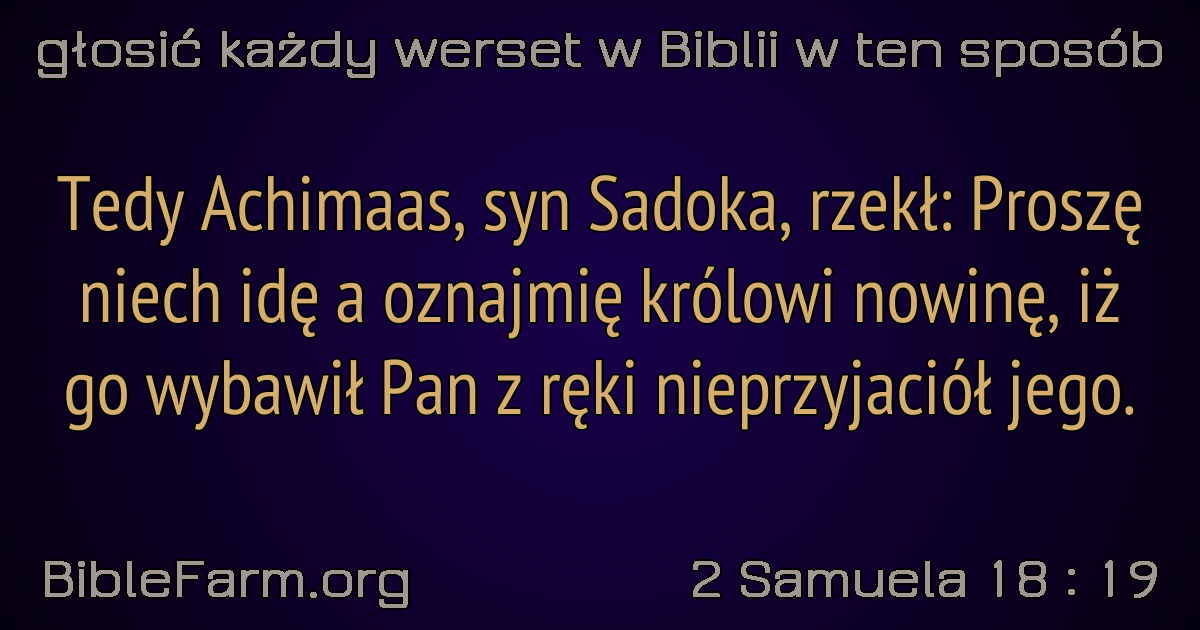 głosić każdy werset w Biblii w ten sposób
Tedy Achimaas, syn Sadoka, rzekł: Proszę
niech idę a oznajmię królowi nowinę, iż
go wybawił Pan z ręki nieprzyjaciół jego.
BibleFarm.org
2 Samuela 18 : 19